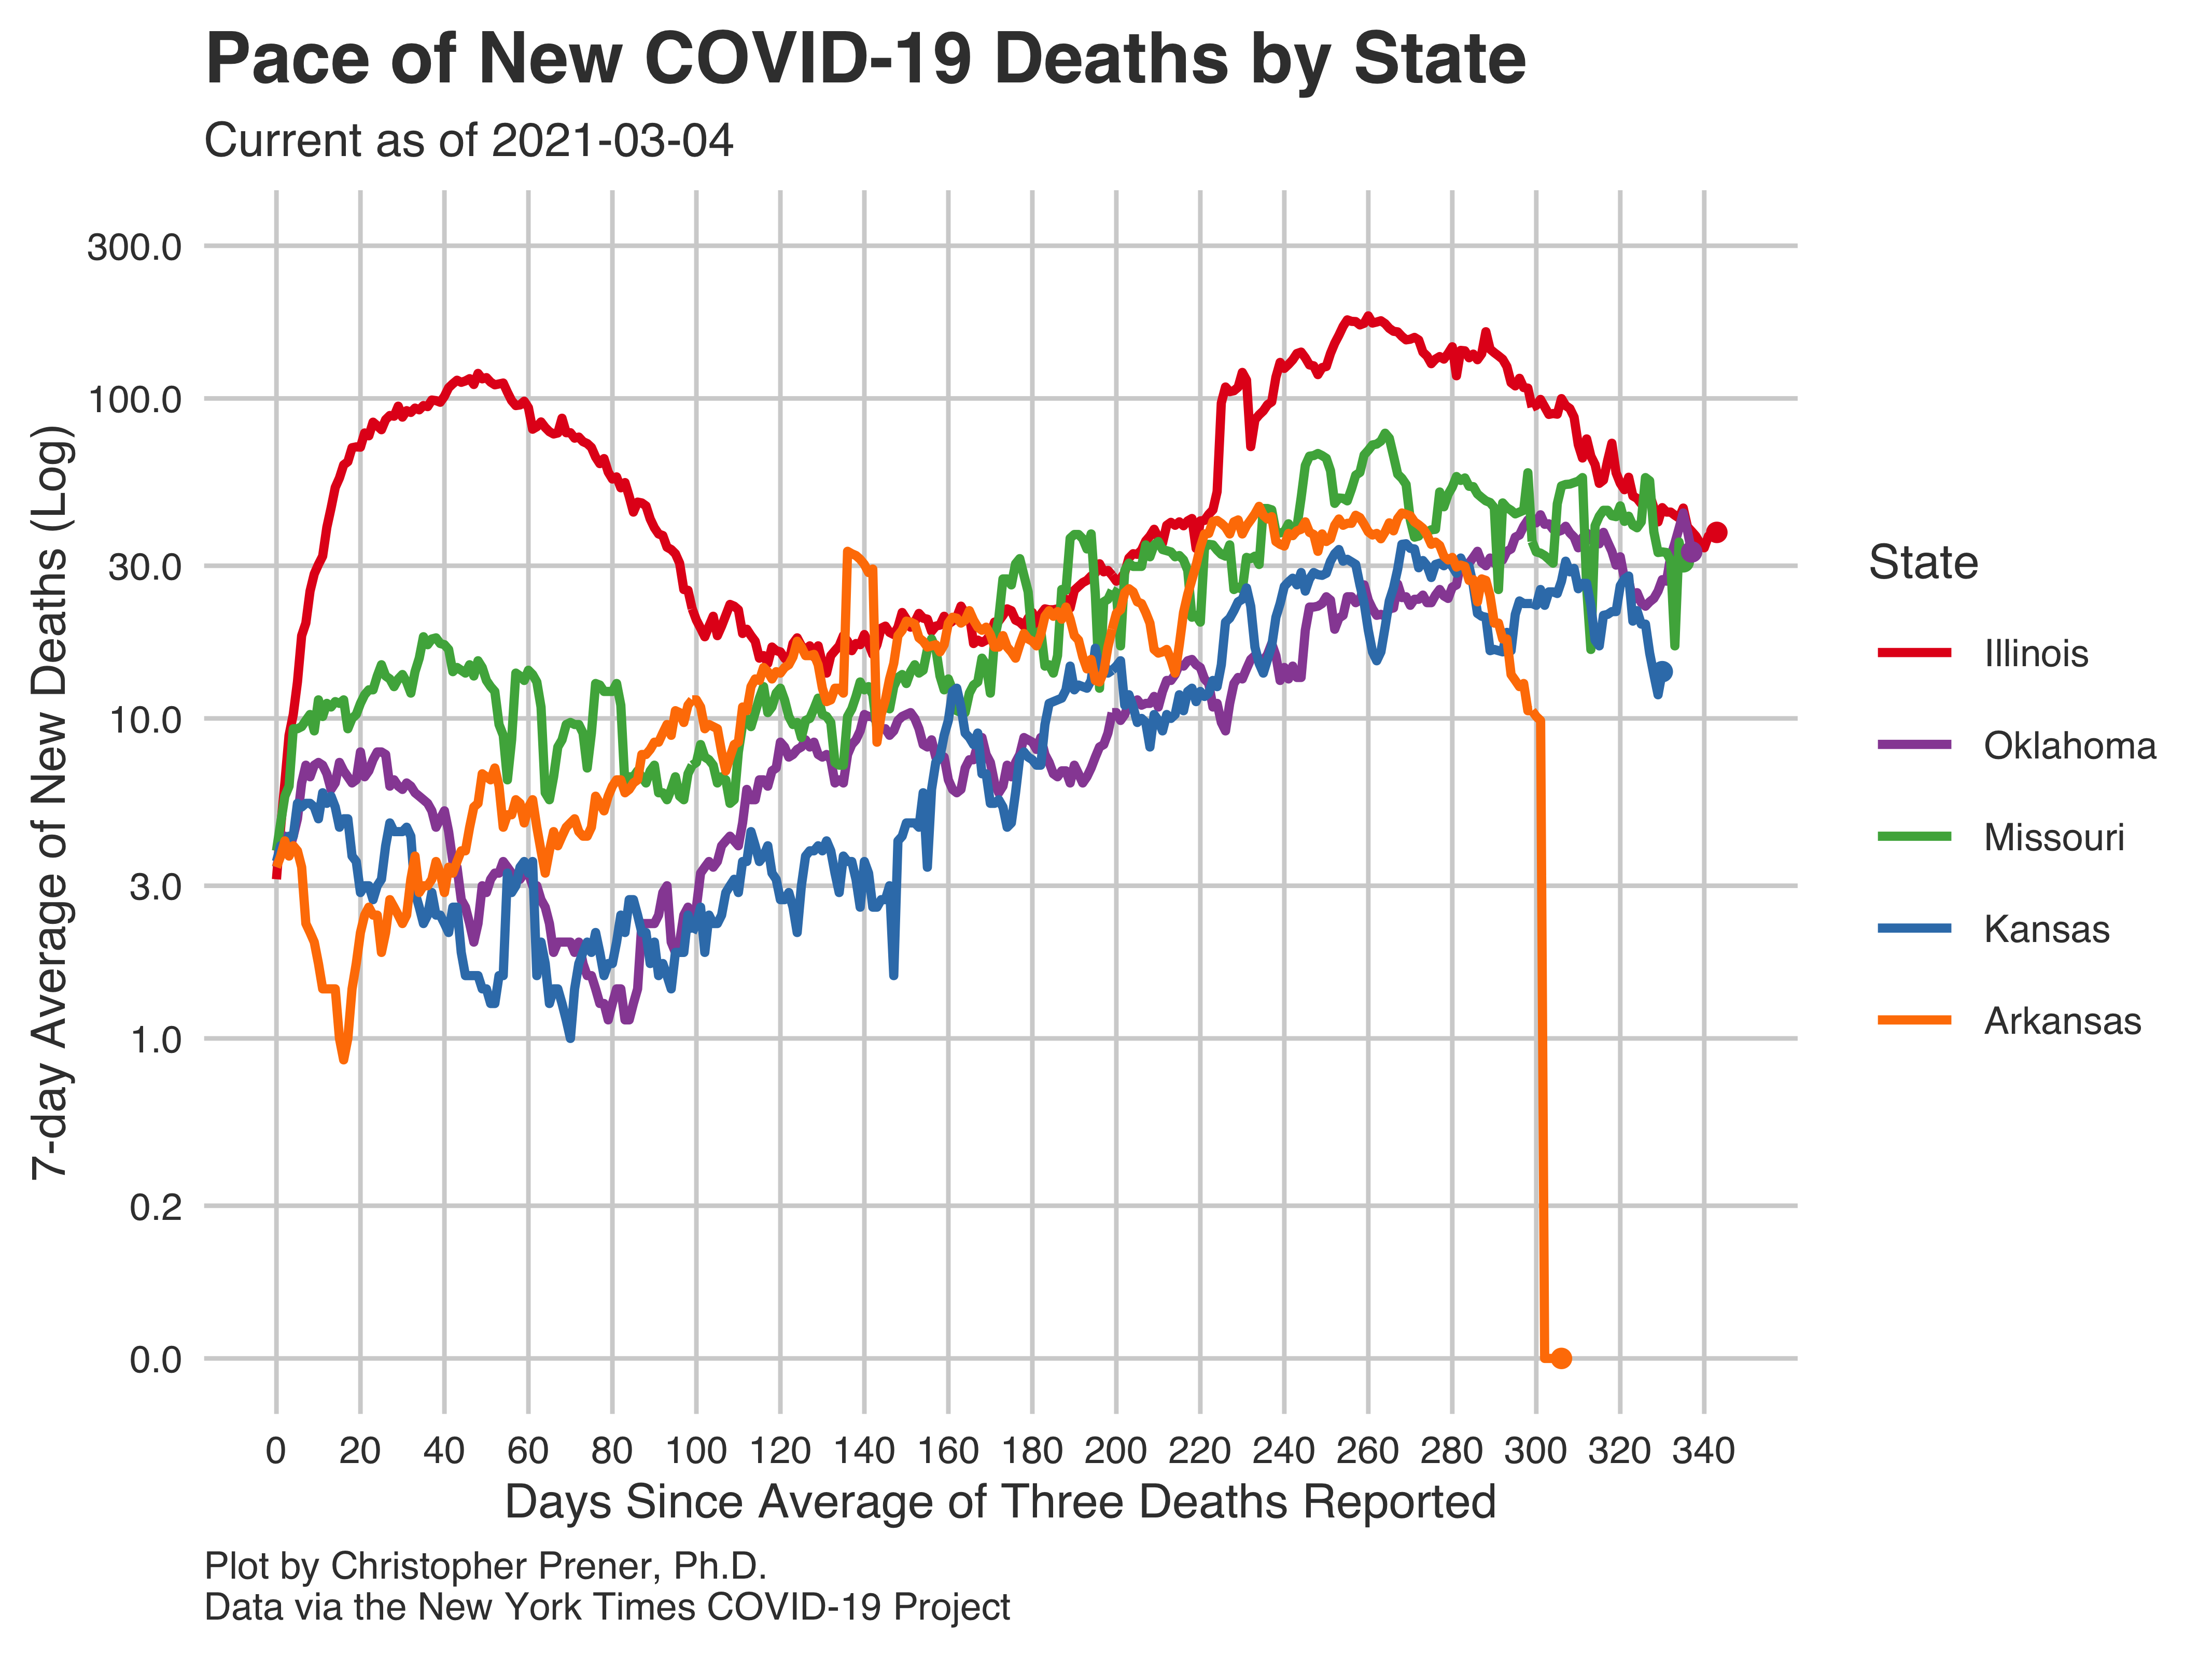 Pace of New COVID-19 Deaths by State
Current as of 2021-03-04
7-day Average of New Deaths (Log)
300.0
100.0
30.0
10.0
3.0
1.0
0.2
0.0
0 20 40 60 80 100 120 140 160 180 200 220 240 260 280 300 320 340
Days Since Average of Three Deaths Reported
State
Illinois
Oklahoma
Missouri
Kansas
Arkansas
Plot by Christopher Prener, Ph.D.
Data via the New York Times COVID-19 Project